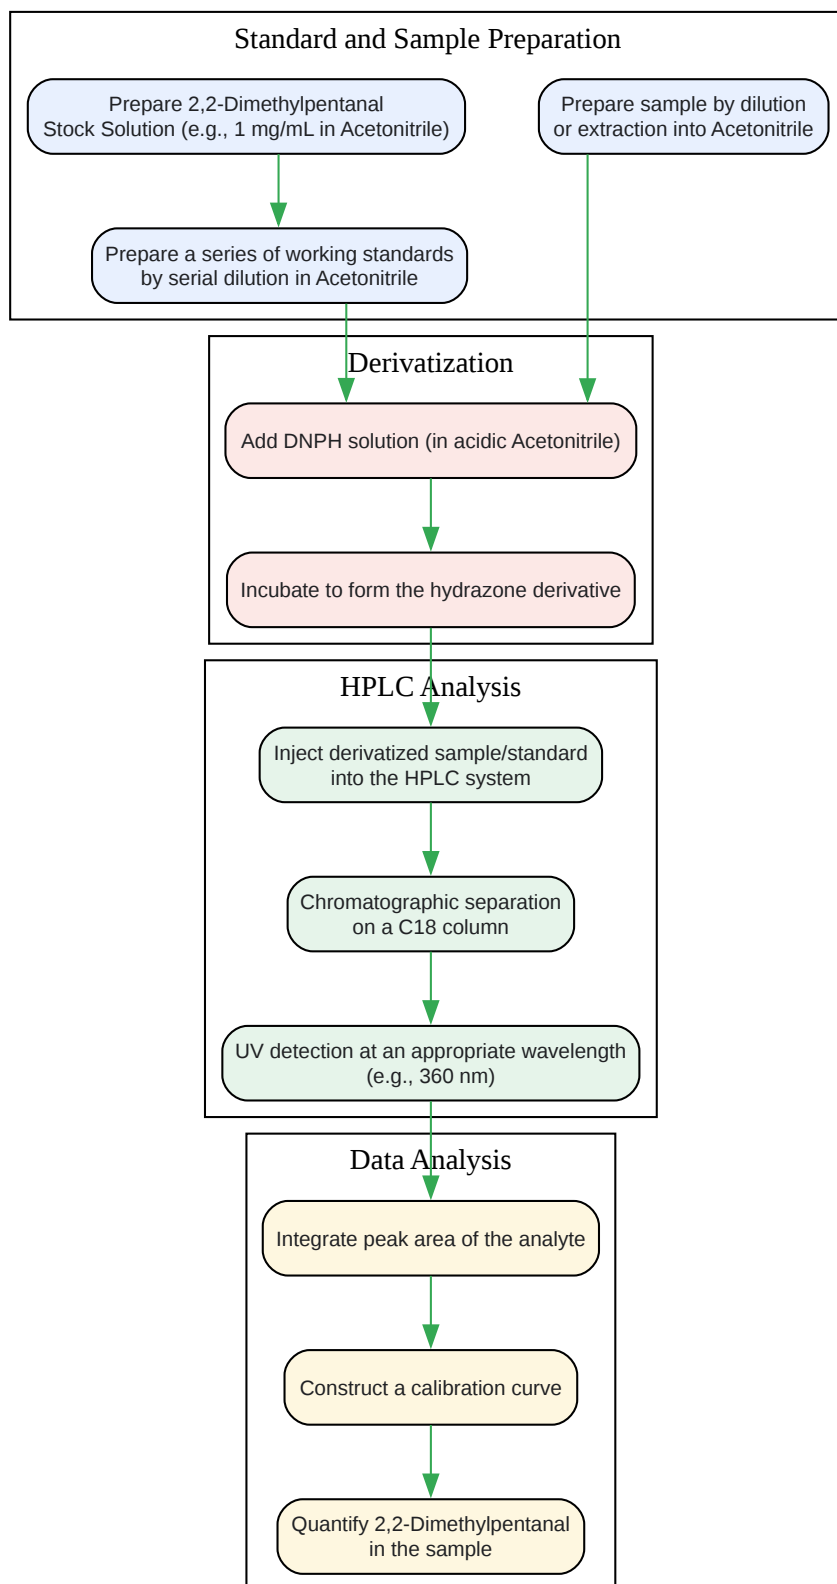 Standard and Sample Preparation
Prepare 2,2-Dimethylpentanal
Stock Solution (e.g., 1 mg/mL in Acetonitrile)
Prepare sample by dilution
or extraction into Acetonitrile
Prepare a series of working standards
by serial dilution in Acetonitrile
Derivatization
Add DNPH solution (in acidic Acetonitrile)
Incubate to form the hydrazone derivative
HPLC Analysis
Inject derivatized sample/standard
into the HPLC system
Chromatographic separation
on a C18 column
UV detection at an appropriate wavelength
(e.g., 360 nm)
Data Analysis
Integrate peak area of the analyte
Construct a calibration curve
Quantify 2,2-Dimethylpentanal
in the sample